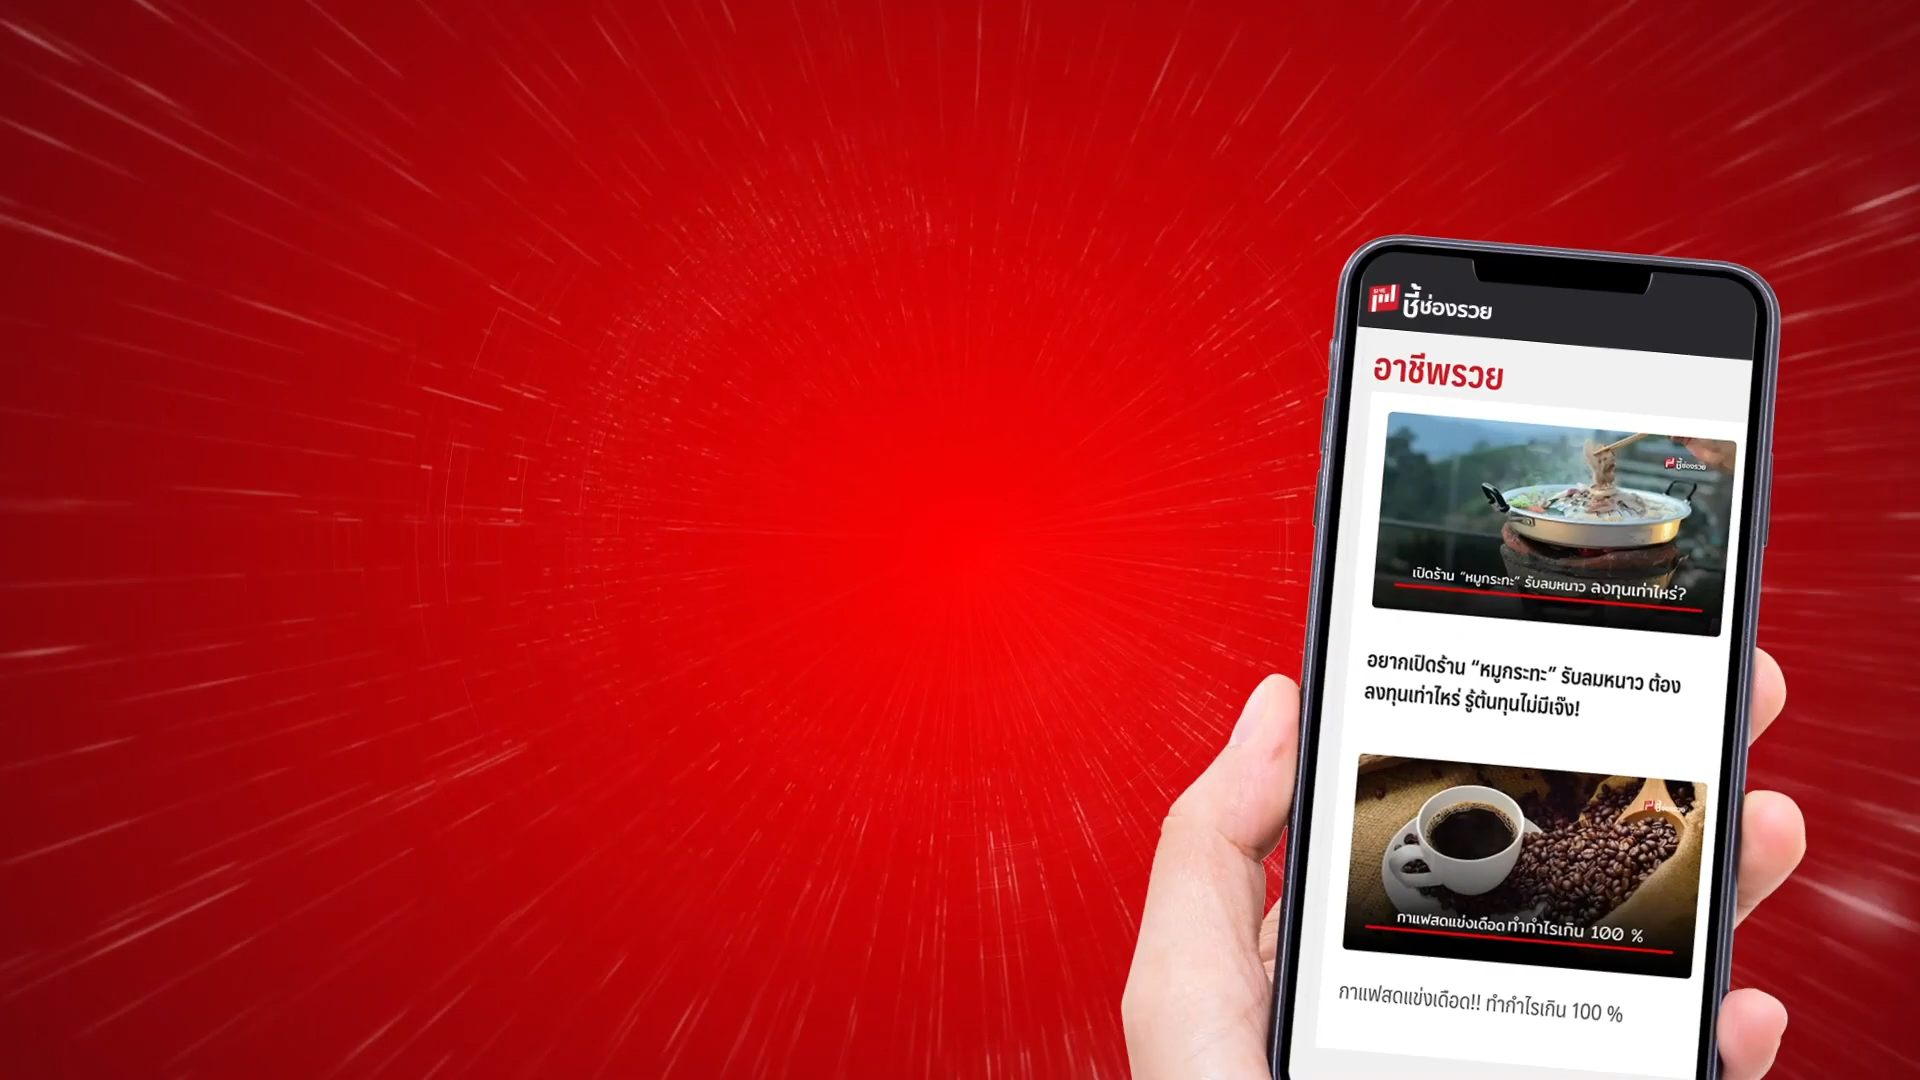 ชี้ช่องรวย
อาชีพรวย
ชี้ช่องรวย
เปิดร้าน “หมูกระทะ” รับลมหนาว ลงทุนเท่าไหร่?
อยากเปิดร้าน “หมูกระทะ” รับลมหนาว ต้อง
ลงทุนเท่าไหร่ รู้ต้นทุนไม่มีเจ๊ง!
ชี้ช่องรวย
กาแฟสดแข่งเดือด ทำกำไรเกิน 100 %
กาแฟสดแข่งเดือด!! ทำกำไรเกิน 100 %